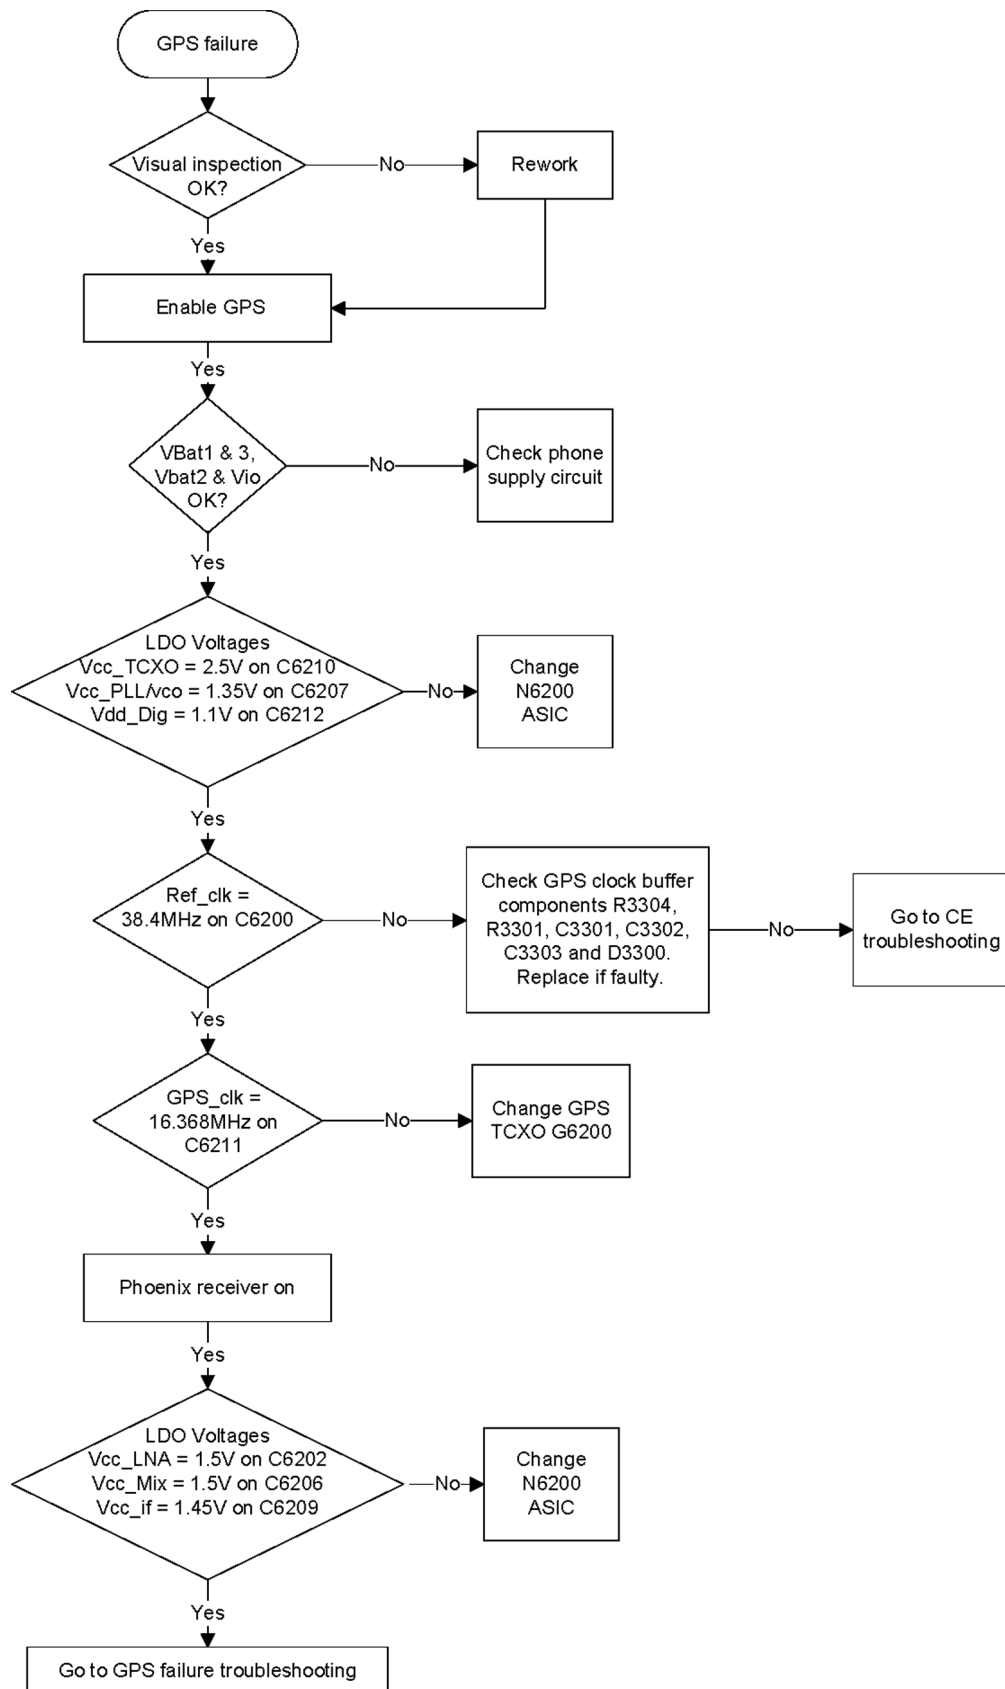 GPS failure
Visual inspection
OK?
No
Rework
Yes
Enable GPS
Yes
VBat1 & 3,
Vbat2 & Vio
OK?
No
Check phone
supply circuit
Yes
LDO Voltages
Vcc_TCXO = 2.5V on C6210
Vcc_PLL/vco = 1.35V on C6207
Vdd_Dig = 1.1V on C6212
No
Change
N6200
ASIC
Yes
Ref_clk =
38.4MHz on C6200
No
Check GPS clock buffer
components R3304,
R3301, C3301, C3302,
C3303 and D3300.
Replace if faulty.
No
Go to CE
troubleshooting
Yes
GPS_clk =
16.368MHz on
C6211
No
Change GPS
TCXO G6200
Yes
Phoenix receiver on
Yes
LDO Voltages
Vcc_LNA = 1.5V on C6202
Vcc_Mix = 1.5V on C6206
Vcc_if = 1.45V on C6209
No
Change
N6200
ASIC
Yes
Go to GPS failure troubleshooting